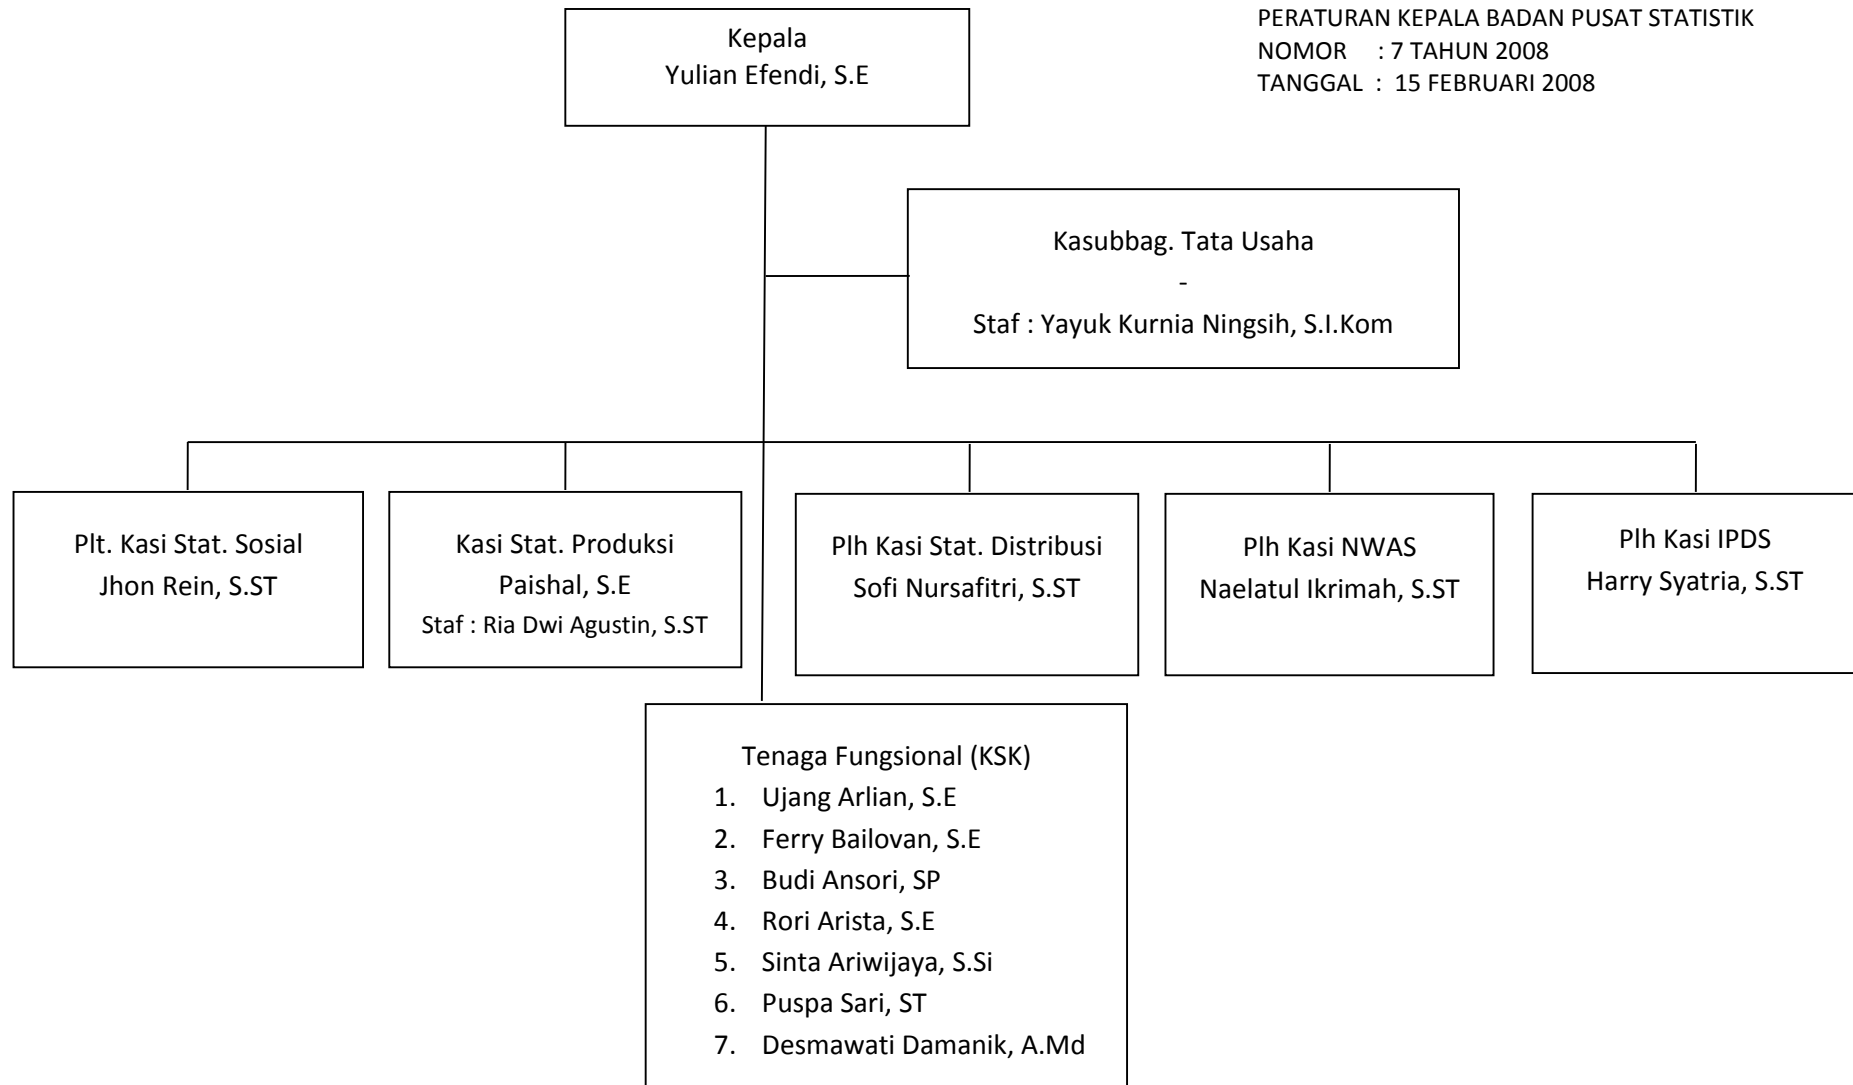 PERATURAN KEPALA BADAN PUSAT STATISTIK
NOMOR : 7 TAHUN 2008
TANGGAL : 15 FEBRUARI 2008
Kepala
Yulian Efendi, S.E
Kasubbag. Tata Usaha
-
Staf : Yayuk Kurnia Ningsih, S.I.Kom
Plt. Kasi Stat. Sosial
Jhon Rein, S.ST
Kasi Stat. Produksi
Paishal, S.E
Staf : Ria Dwi Agustin, S.ST
Plh Kasi Stat. Distribusi
Sofi Nursafitri, S.ST
Plh Kasi NWAS
Naelatul Ikrimah, S.ST
Plh Kasi IPDS
Harry Syatria, S.ST
Tenaga Fungsional (KSK)
1. Ujang Arlian, S.E
2. Ferry Bailovan, S.E
3. Budi Ansori, SP
4. Rori Arista, S.E
5. Sinta Ariwijaya, S.Si
6. Puspa Sari, ST
7. Desmawati Damanik, A.Md